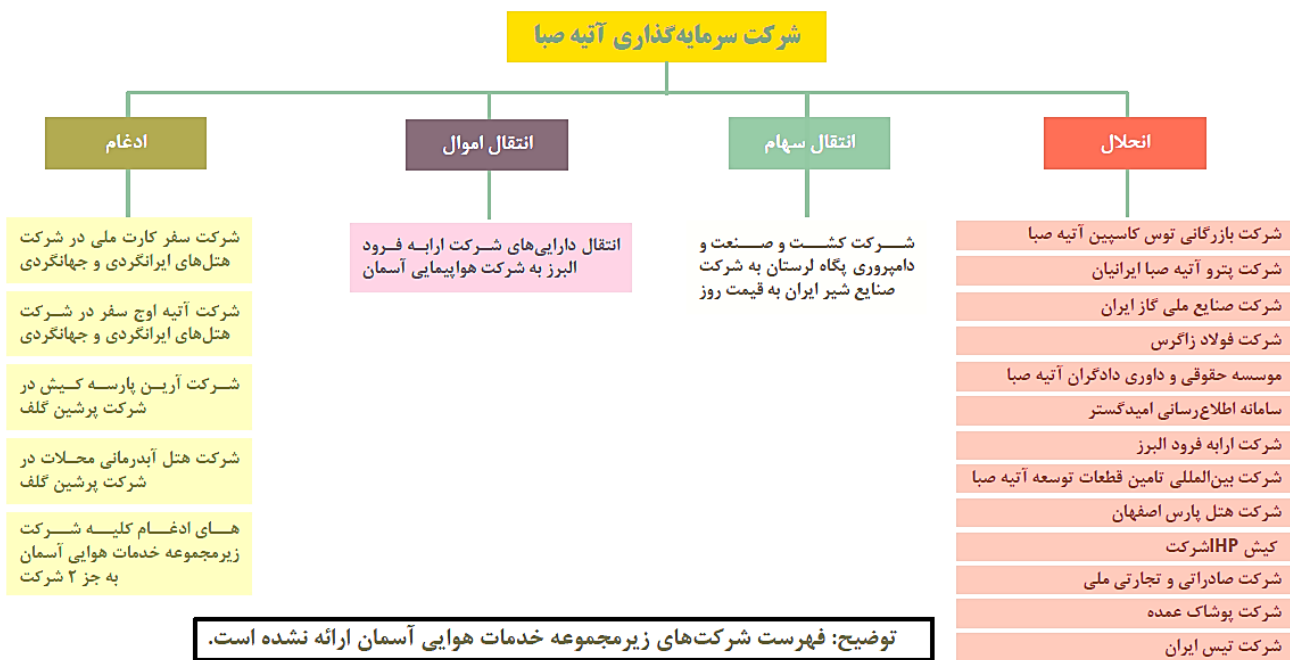 شرکت سرمایه‌گذاری آتیه صبا
انحلال
انتقال سهام
انتقال اموال
ادغام
شرکت بازرگانی توس کاسپین آتیه صبا
شرکت پترو آتیه صبا ایرانیان
شرکت صنایع ملی گاز ایران
شرکت فولاد زاگرس
موسسه حقوقی و داوری دادگران آتیه صبا
سامانه اطلاع‌رسانی امیدگستر
شرکت ارابه فرود البرز
شرکت بین‌المللی تامین قطعات توسعه آتیه صبا
شرکت هتل پارس اصفهان
کیش IHPشرکت
شرکت صادراتی و تجارتی ملی
شرکت پوشاک عمده
شرکت تیس ایران
شرکت کشت و صنعت و
دامپروری پگاه لرستان به شرکت
صنایع شیر ایران به قیمت روز
انتقال دارایی‌های شرکت ارابه فرود
البرز به شرکت هواپیمایی آسمان
شرکت سفر کارت ملی در شرکت
هتل‌های ایرانگردی و جهانگردی
شرکت آتیه اوج سفر در شرکت
هتل‌های ایرانگردی و جهانگردی
شرکت آرین پارسه کیش در
شرکت پرشین گلف
شرکت هتل آبدرمانی محلات در
شرکت پرشین گلف
های ادغام کلیه شرکت
زیرمجموعه خدمات هوایی آسمان
به جز ۲ شرکت
توضیح: فهرست شرکت‌های زیرمجموعه خدمات هوایی آسمان ارائه نشده است.